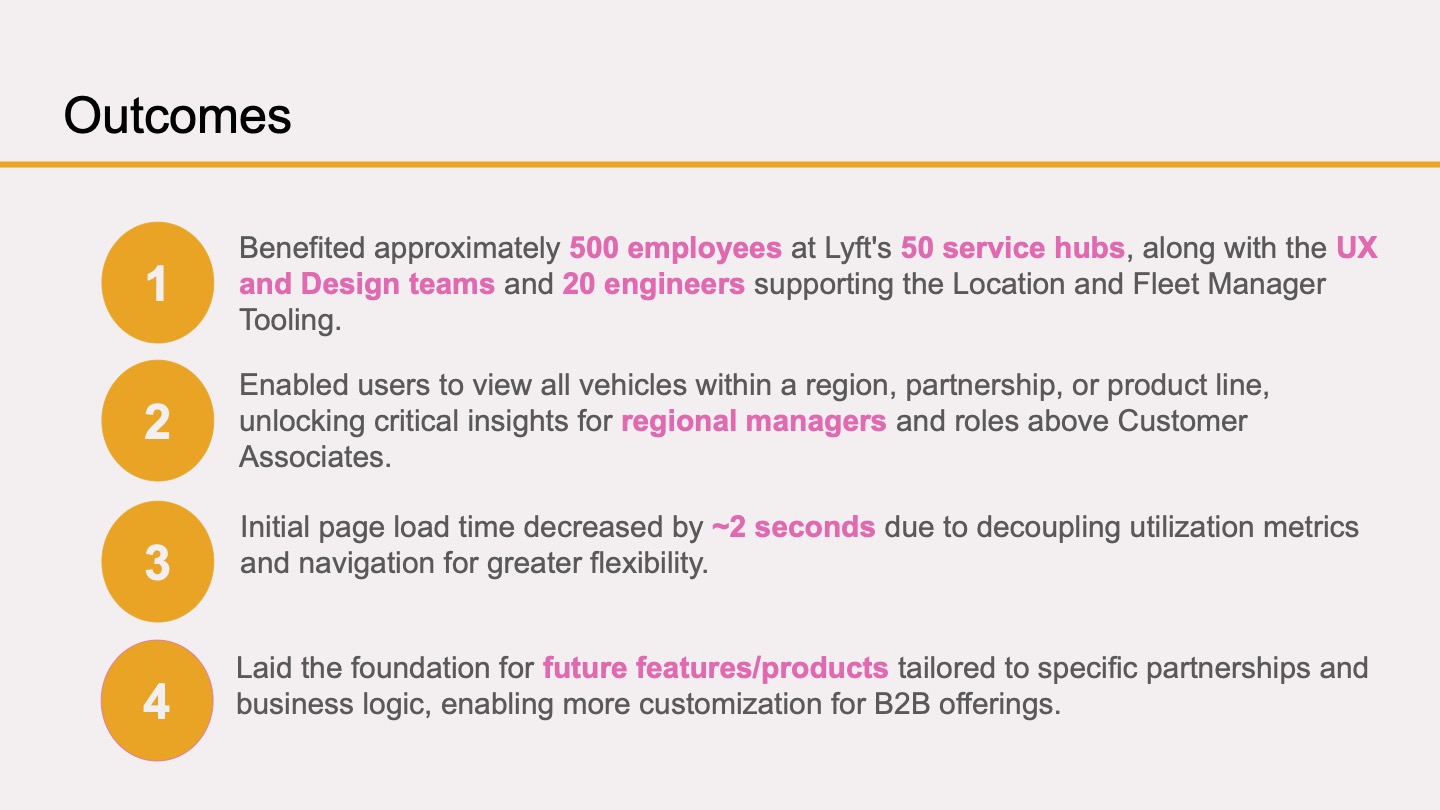 Outcomes
1
Benefited approximately 500 employees at Lyft's 50 service hubs, along with the UX
and Design teams and 20 engineers supporting the Location and Fleet Manager
Tooling.
2
Enabled users to view all vehicles within a region, partnership, or product line,
unlocking critical insights for regional managers and roles above Customer
Associates.
3
Initial page load time decreased by ~2 seconds due to decoupling utilization metrics
and navigation for greater flexibility.
4
Laid the foundation for future features/products tailored to specific partnerships and
business logic, enabling more customization for B2B offerings.